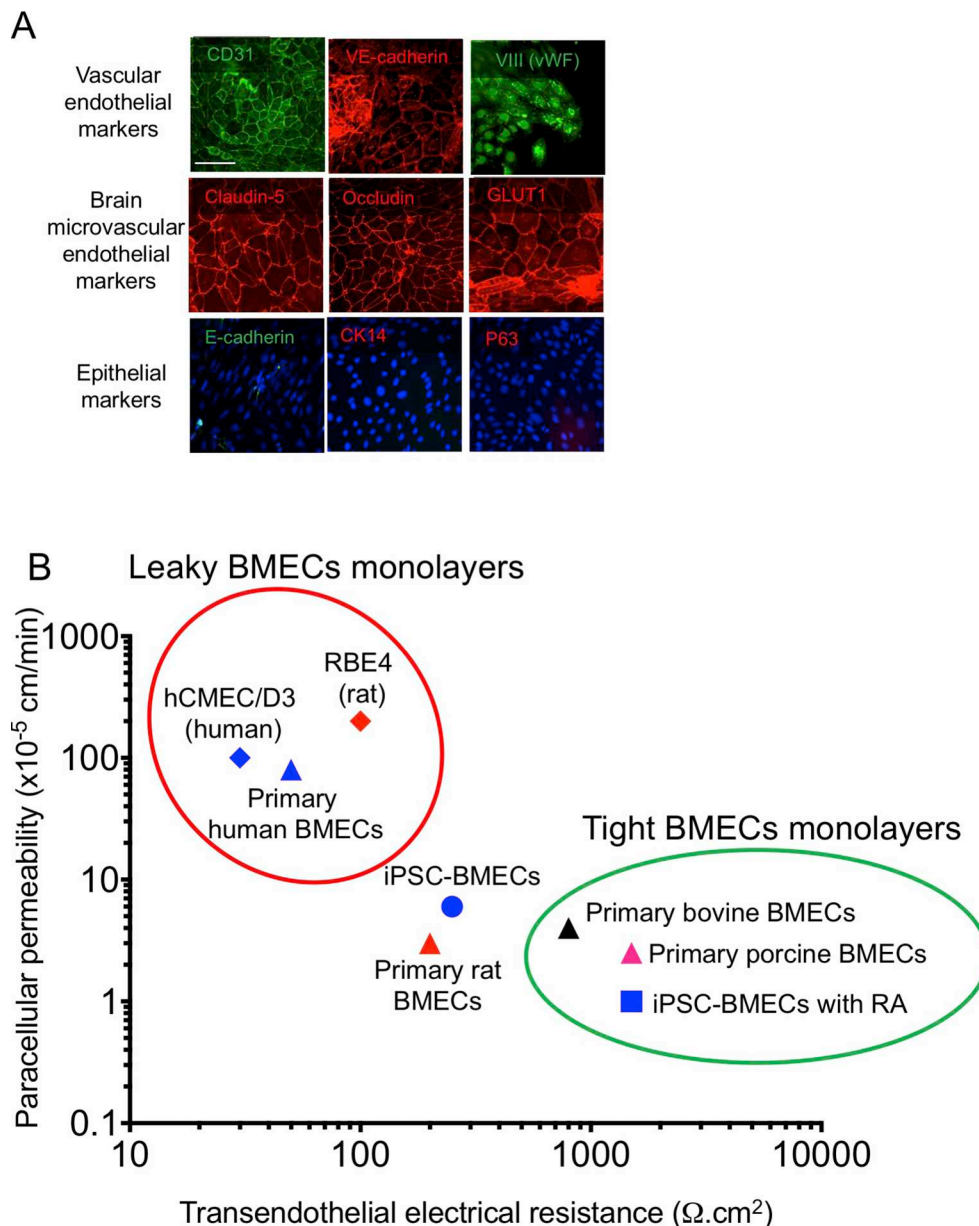 A
Vascular
endothelial
markers
CD31
VE-cadherin
VIII (vWF)
Brain
microvascular
endothelial
markers
Claudin-5
Occludin
GLUT1
Epithelial
markers
E-cadherin
CK14
P63
B
Leaky BMECs monolayers
Paracellular permeability (x10⁻⁵ cm/min)
1000
100
10
1
0.1
hCMEC/D3
(human)
RBE4
(rat)
Primary
human BMECs
iPSC-BMECs
Primary rat
BMECs
Tight BMECs monolayers
Primary bovine BMECs
Primary porcine BMECs
iPSC-BMECs with RA
10
100
1000
10000
Transendothelial electrical resistance (Ω.cm²)